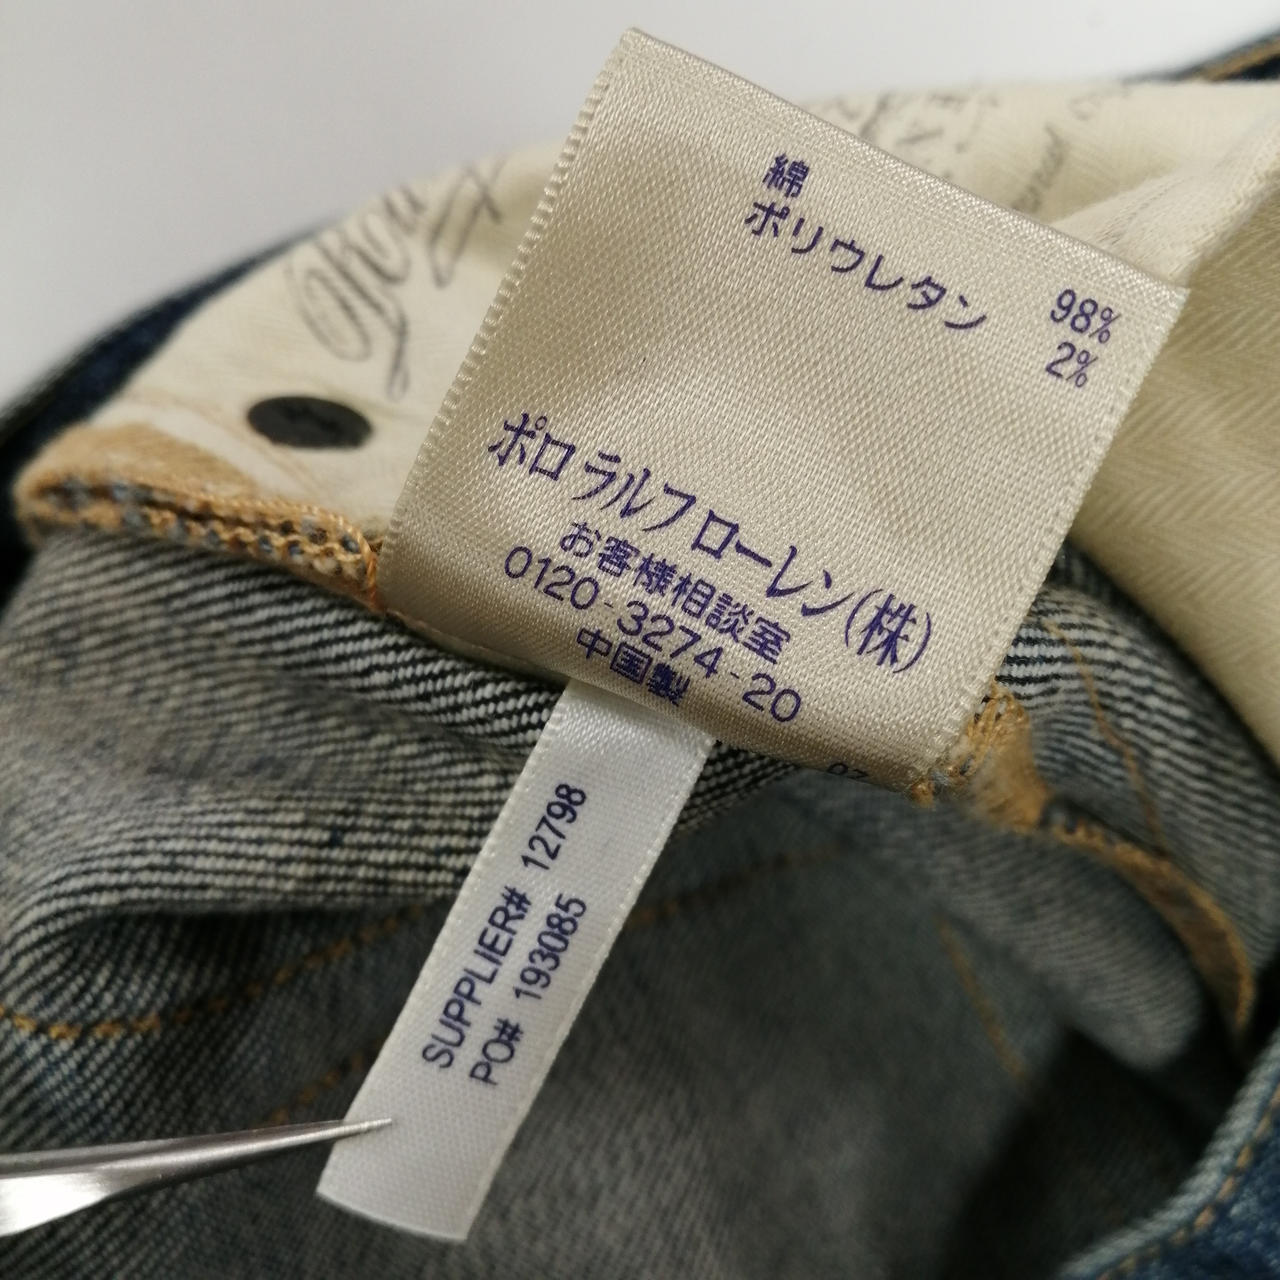 綿 98%
ポリウレタン 2%
ポロ ラルフ ローレン(株)
お客様相談室
0120-3274-20
中国製
SUPPLIER# 12798
PO# 193085